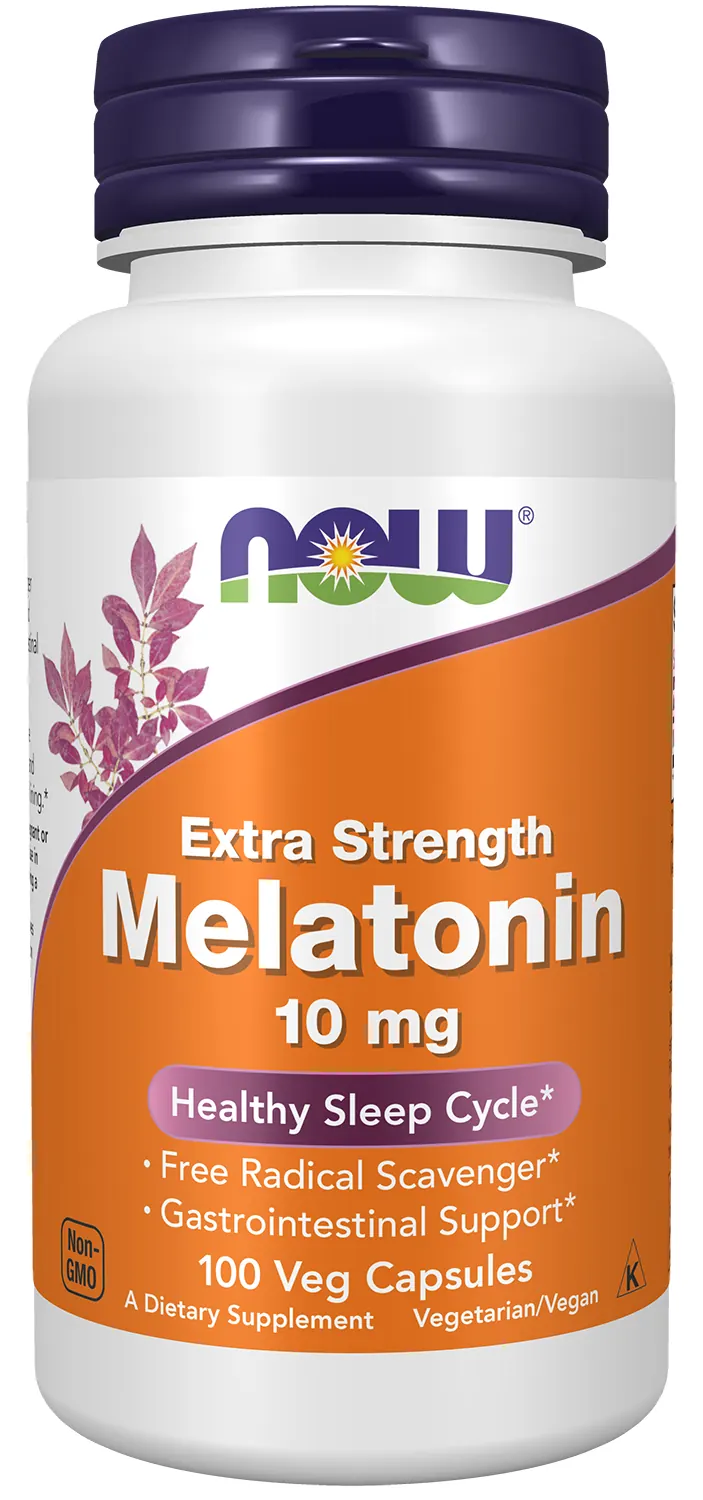 NOW®
Extra Strength
Melatonin
10 mg
Healthy Sleep Cycle*
• Free Radical Scavenger*
• Gastrointestinal Support*
100 Veg Capsules
Non-
GMO
A Dietary Supplement
Vegetarian/Vegan
K